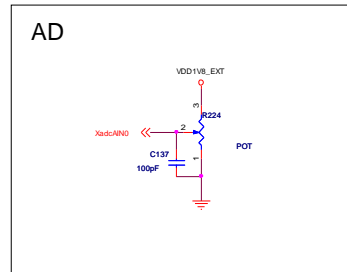 AD
VDD1V8_EXT
3
R224
XadcAIN0
2
POT
C137
1
100pF